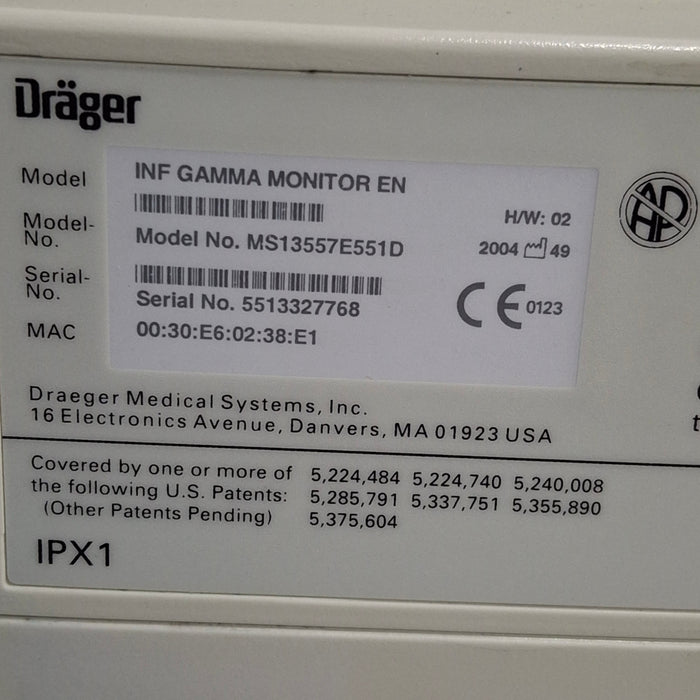 Dräger
Model INF GAMMA MONITOR EN
H/W: 02
Model-No. Model No. MS13557E551D
2004 49
Serial-No. Serial No. 5513327768
CE 0123
MAC 00:30:E6:02:38:E1
AP
Draeger Medical Systems, Inc.
16 Electronics Avenue, Danvers, MA 01923 USA
Covered by one or more of 5,224,484 5,224,740 5,240,008
the following U.S. Patents: 5,285,791 5,337,751 5,355,890
(Other Patents Pending) 5,375,604
IPX1